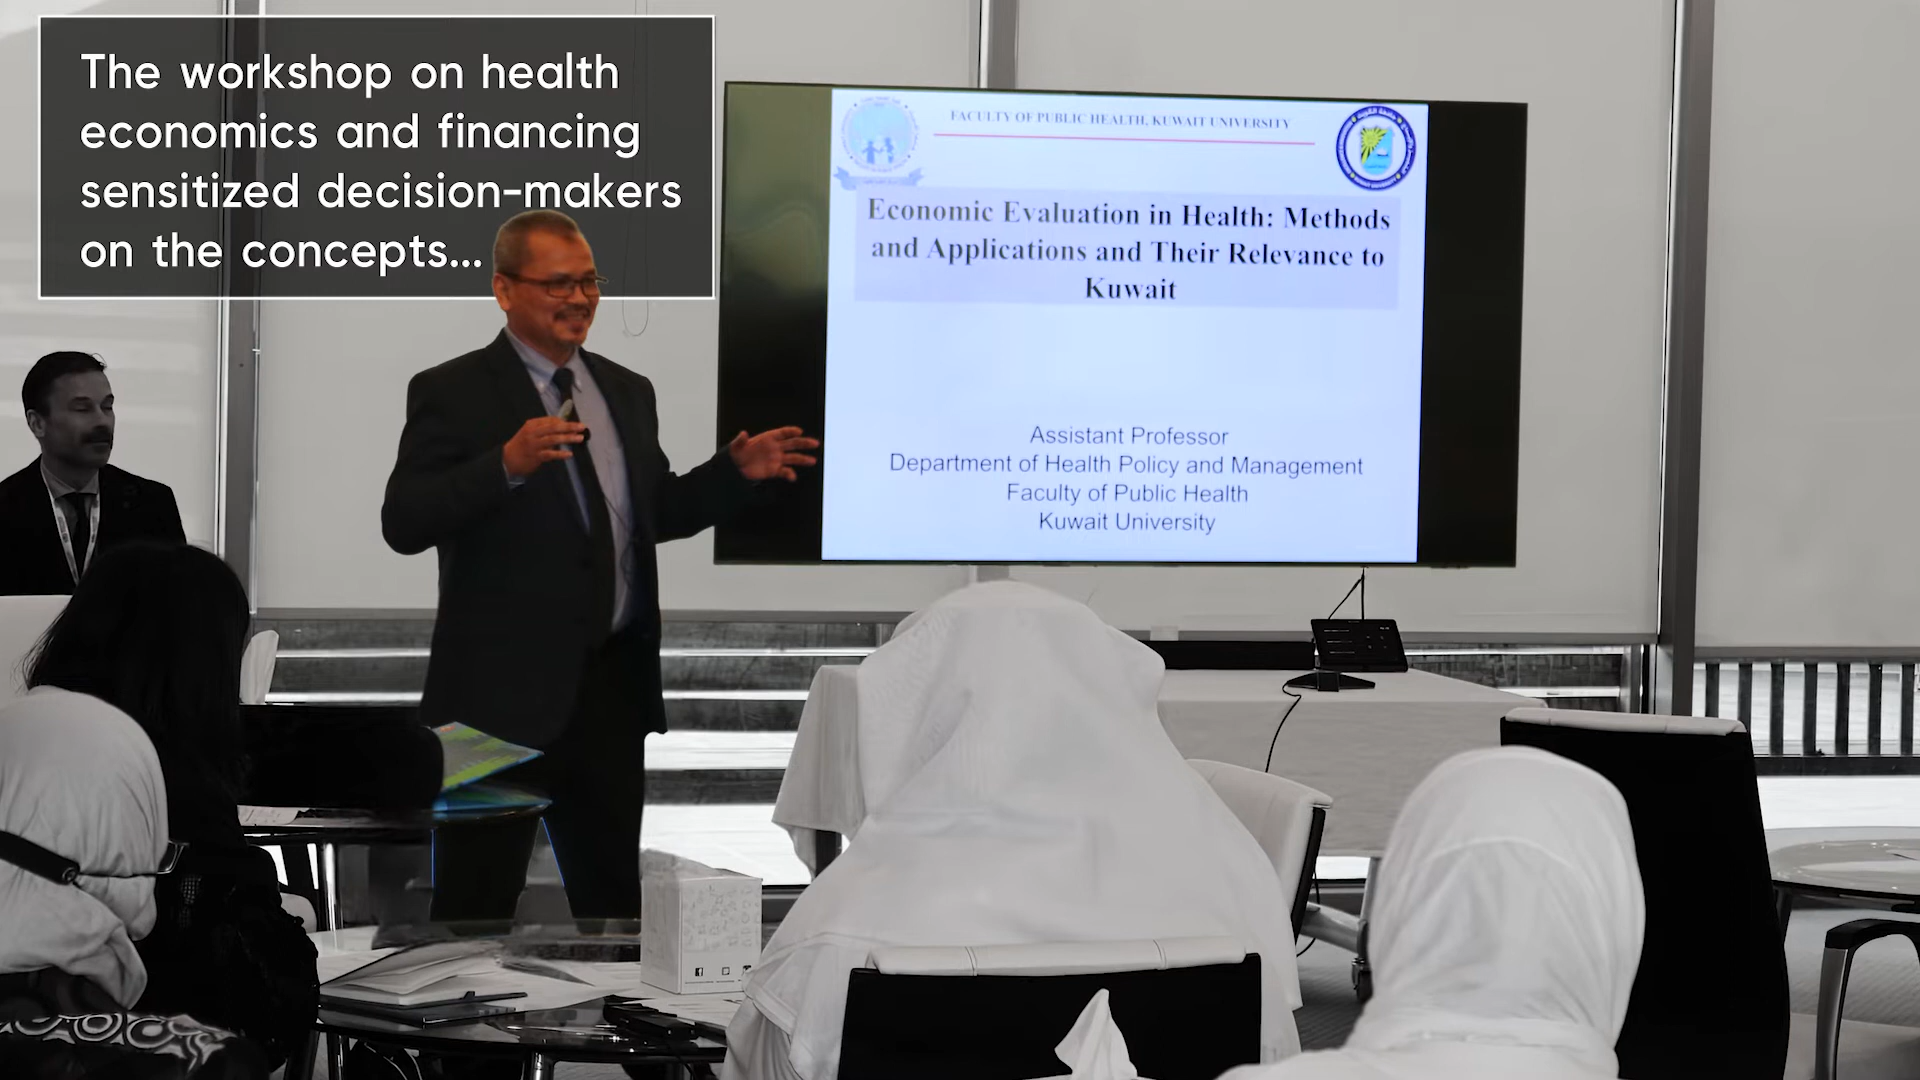 The workshop on health
economics and financing
sensitized decision-makers
on the concepts...
FACULTY OF PUBLIC HEALTH, KUWAIT UNIVERSITY
Economic Evaluation in Health: Methods
and Applications and Their Relevance to
Kuwait
Assistant Professor
Department of Health Policy and Management
Faculty of Public Health
Kuwait University